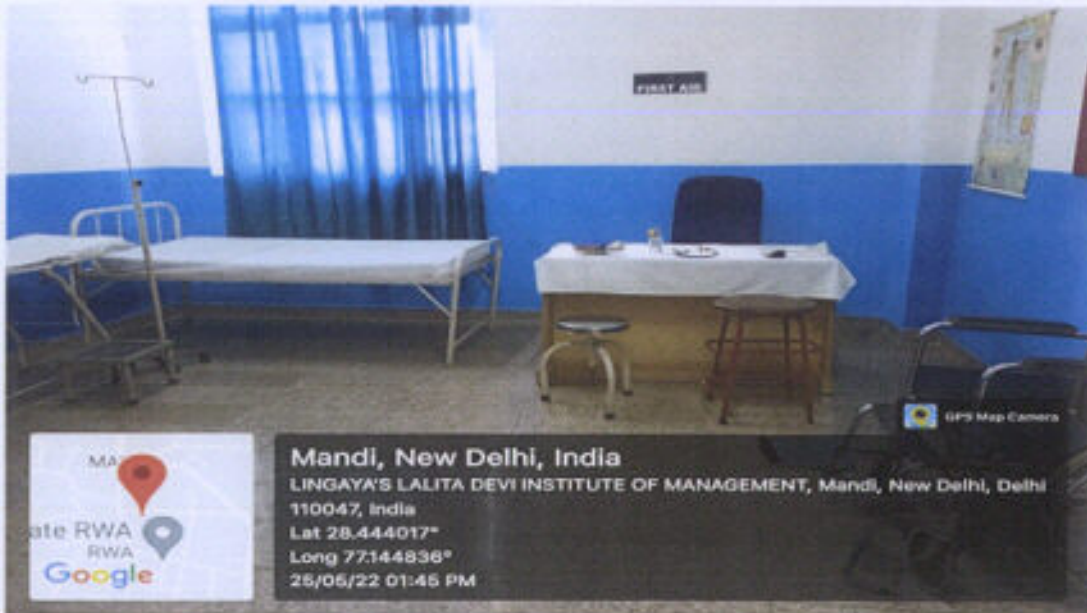 FIRST AID
GPS Map Camera
MA
ate RWA
RWA
Google
Mandi, New Delhi, India
LINGAYA'S LALITA DEVI INSTITUTE OF MANAGEMENT, Mandi, New Delhi, Delhi
110047, India
Lat 28.444017°
Long 77.144836°
25/05/22 01:45 PM